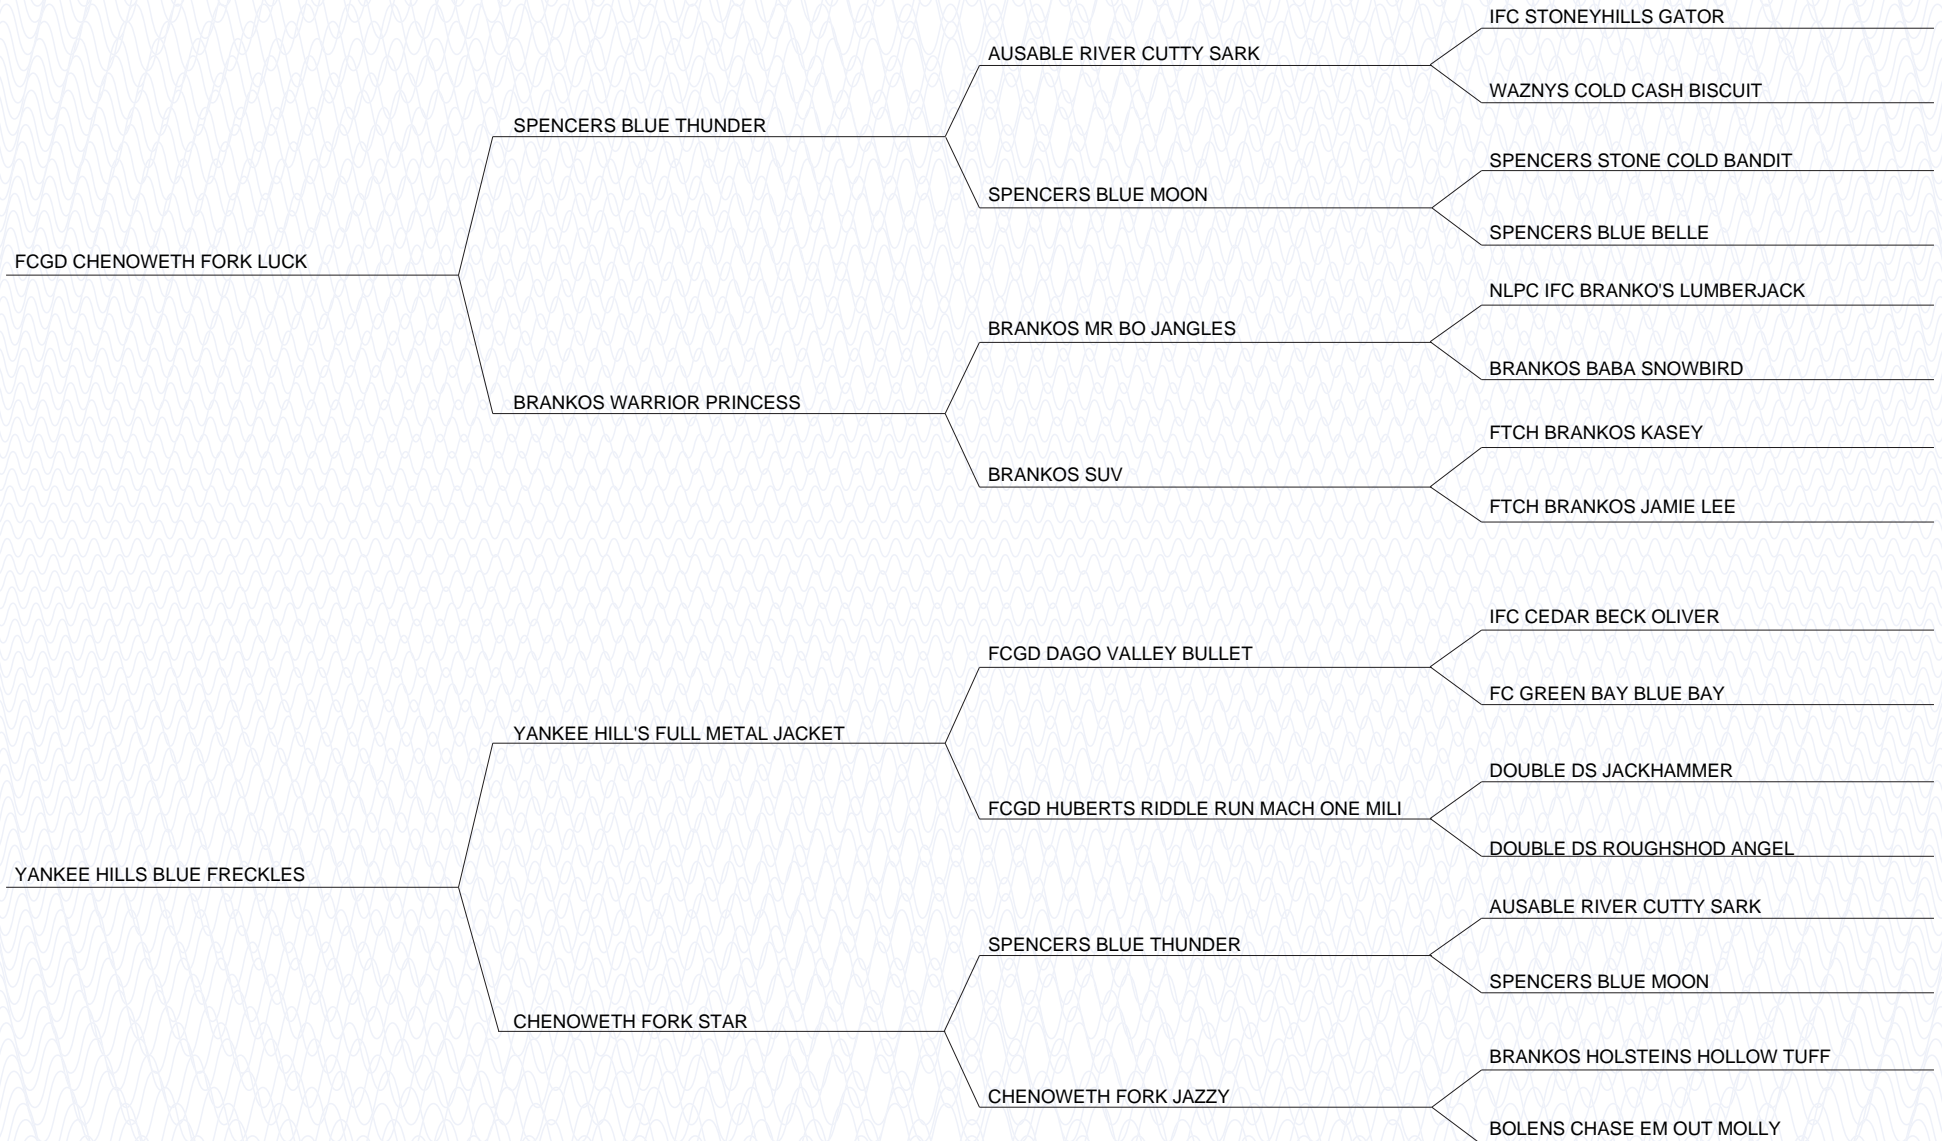 IFC STONEYHILLS GATOR
AUSABLE RIVER CUTTY SARK
WAZNYS COLD CASH BISCUIT
SPENCERS BLUE THUNDER
SPENCERS STONE COLD BANDIT
SPENCERS BLUE MOON
SPENCERS BLUE BELLE
FCGD CHENOWETH FORK LUCK
NLPC IFC BRANKO'S LUMBERJACK
BRANKOS MR BO JANGLES
BRANKOS BABA SNOWBIRD
BRANKOS WARRIOR PRINCESS
FTCH BRANKOS KASEY
BRANKOS SUV
FTCH BRANKOS JAMIE LEE
IFC CEDAR BECK OLIVER
FCGD DAGO VALLEY BULLET
FC GREEN BAY BLUE BAY
YANKEE HILL'S FULL METAL JACKET
DOUBLE DS JACKHAMMER
FCGD HUBERTS RIDDLE RUN MACH ONE MILI
DOUBLE DS ROUGHSHOD ANGEL
YANKEE HILLS BLUE FRECKLES
AUSABLE RIVER CUTTY SARK
SPENCERS BLUE THUNDER
SPENCERS BLUE MOON
CHENOWETH FORK STAR
BRANKOS HOLSTEINS HOLLOW TUFF
CHENOWETH FORK JAZZY
BOLENS CHASE EM OUT MOLLY